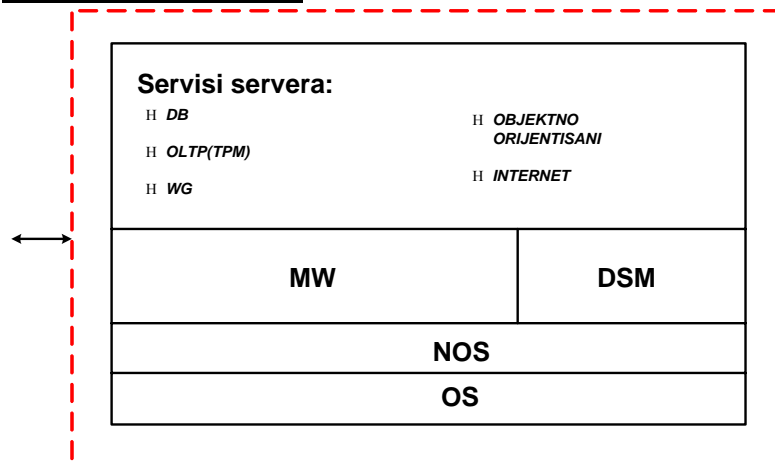 Servisi servera:
H DB
H OLTP(TPM)
H WG
H OBJEKTNO
ORIJENTISANI
H INTERNET
MW
DSM
NOS
OS